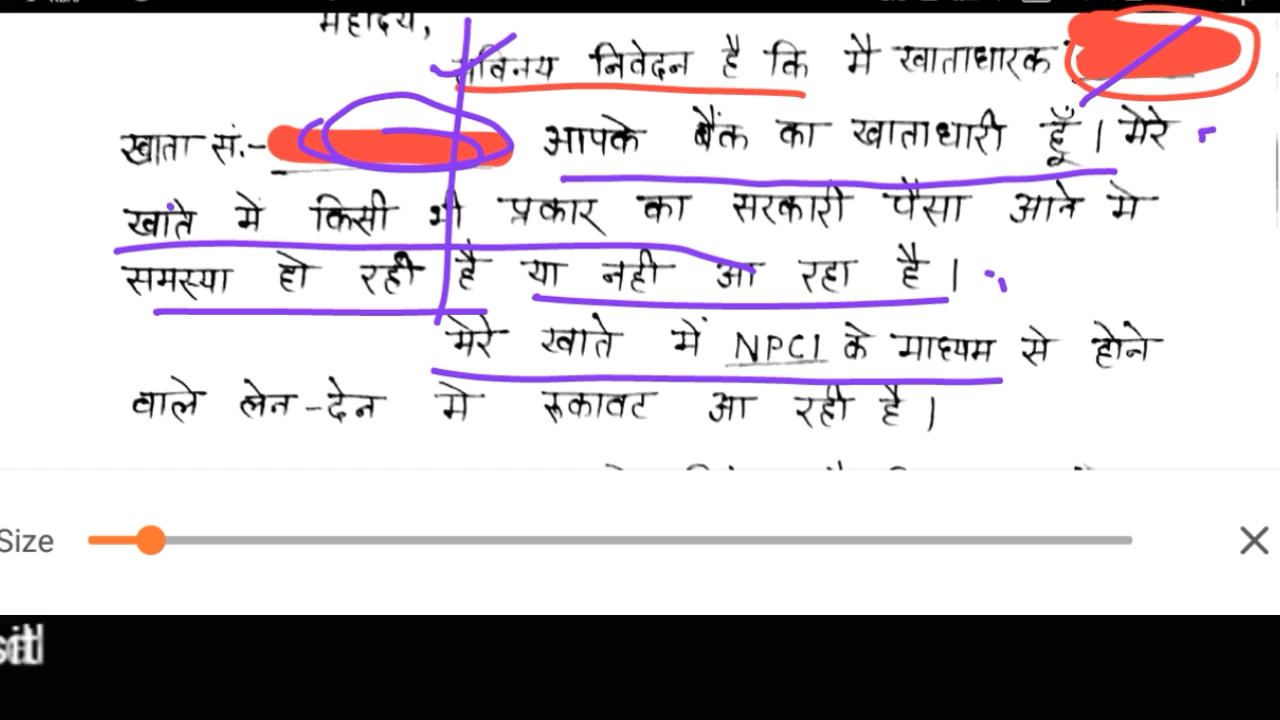 महोदय,
सविनय निवेदन है कि मै खाताधारक
खाता सं.- आपके बैंक का खाताधारी हूँ। मेरे
खाते में किसी भी प्रकार का सरकारी पैसा आने मे
समस्या हो रही है या नही आ रहा है।
मेरे खाते में NPCI के माध्यम से होने
वाले लेन-देन मे रूकावट आ रही है।
Size